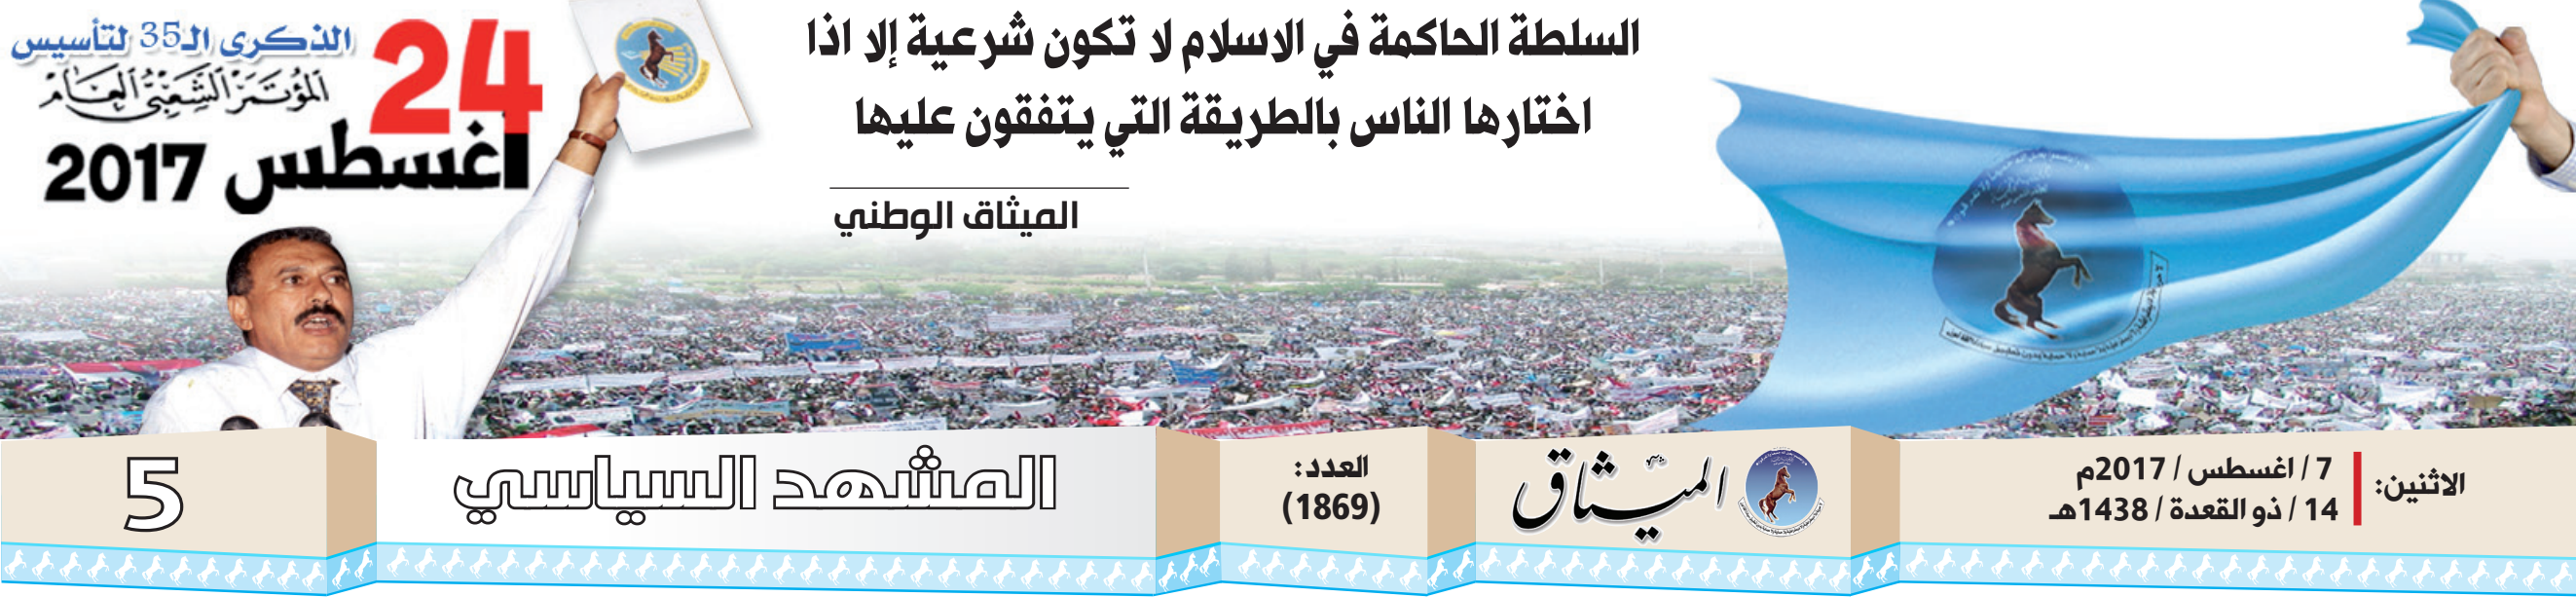 السلطة الحاكمة في الاسلام لا تكون شرعية إلا اذا
اختارها الناس بالطريقة التي يتفقون عليها
الميثاق الوطني
24
الذكرى الـ35 لتأسيس
المؤتمر الشعبي العام
اغسطس 2017
الاثنين:
7 / اغسطس / 2017م
14 / ذو القعدة / 1438هـ
الميثاق
العدد:
(1869)
المشهد السياسي
5